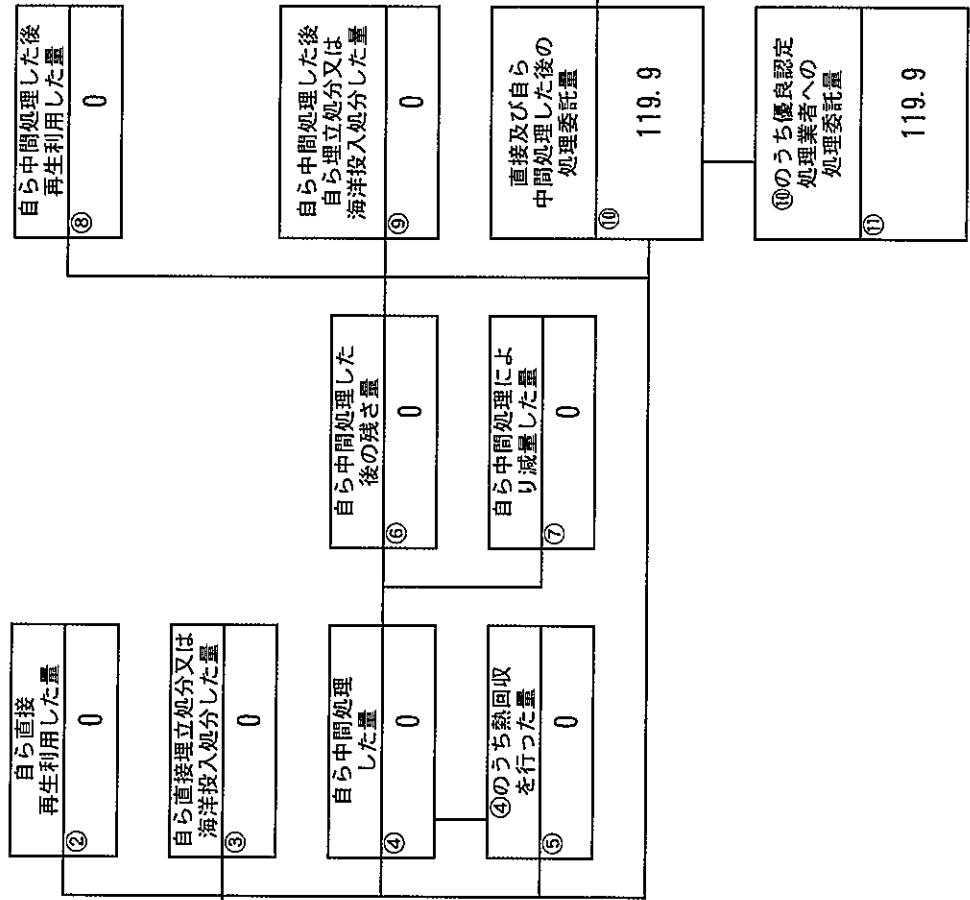 自ら直接
再生利用した量
②
0
自ら直接埋立処分又は
海洋投入処分した量
③
0
自ら中間処理
した量
④
0
④のうち熱回収
を行った量
⑤
0
自ら中間処理した
後の残さ量
⑥
0
自ら中間処理によ
り減量した量
⑦
0
自ら中間処理した後
再生利用した量
⑧
0
自ら中間処理した後
自ら埋立処分又は
海洋投入処分した量
⑨
0
直接及び自ら
中間処理した後の
処理委託量
⑩
119.9
⑩のうち優良認定
処理業者への
処理委託量
⑪
119.9